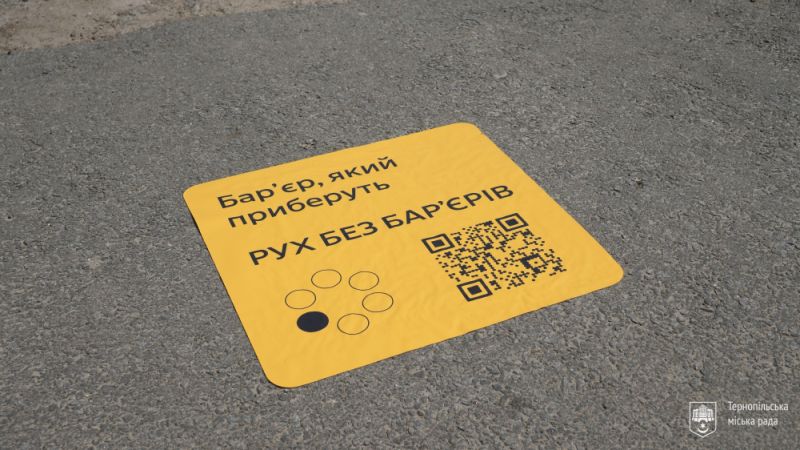 Бар’єр, який
приберуть
РУХ БЕЗ БАР’ЄРІВ
Тернопільська
міська рада